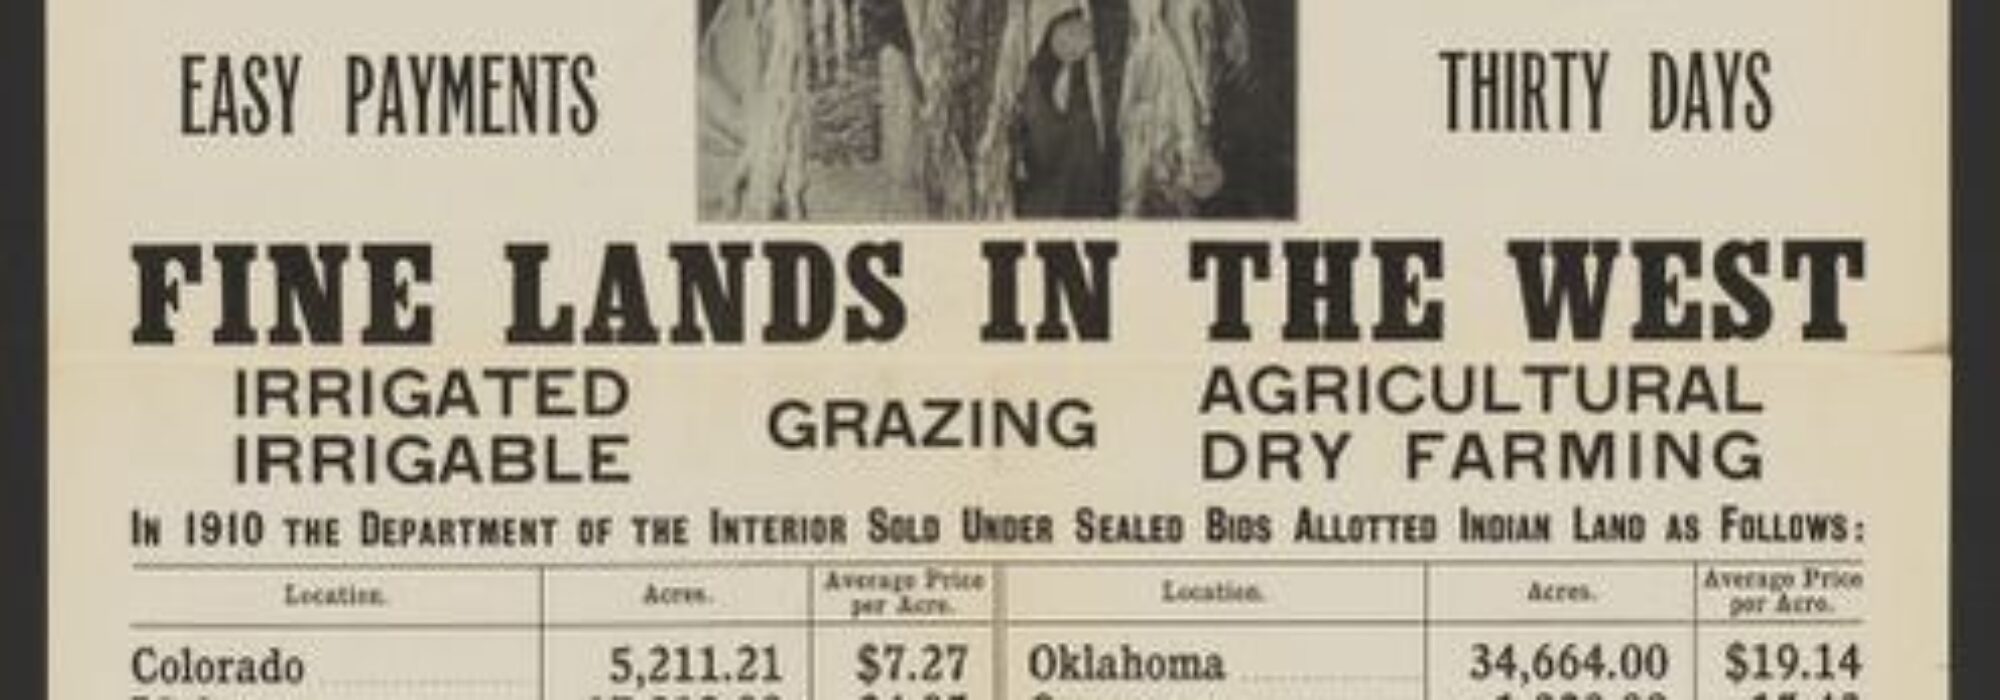 EASY PAYMENTS
THIRTY DAYS
FINE LANDS IN THE WEST
IRRIGATED
IRRIGABLE
GRAZING
AGRICULTURAL
DRY FARMING
IN 1910 THE DEPARTMENT OF THE INTERIOR SOLD UNDER SEALED BIDS ALLOTTED INDIAN LAND AS FOLLOWS:
Location. Acres. Average Price per Acre. Location. Acres. Average Price per Acre.
Colorado 5,211.21 $7.27 Oklahoma 34,664.00 $19.14